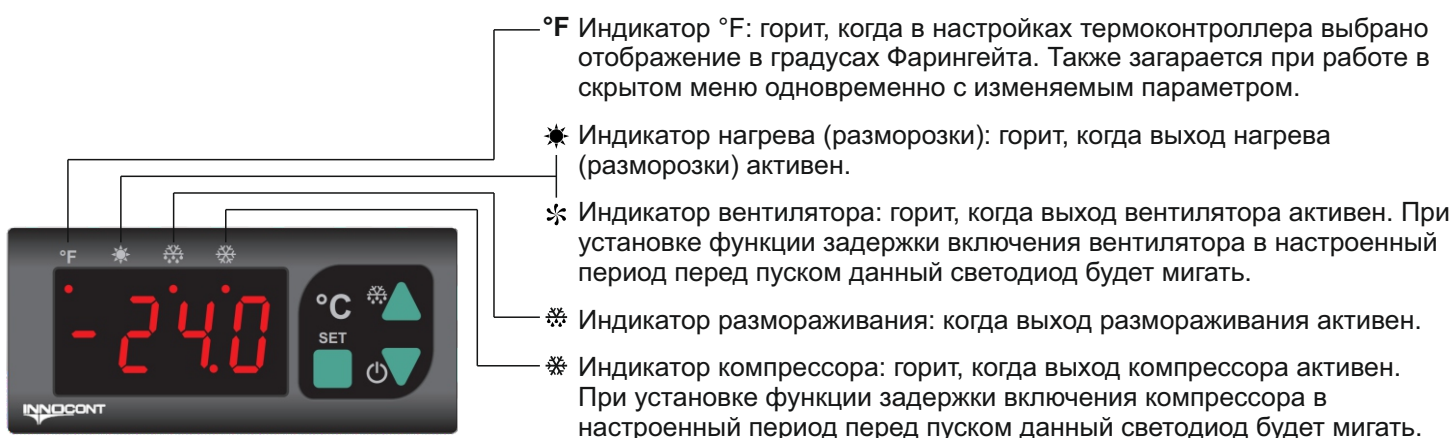 °F Индикатор °F: горит, когда в настройках термоконтроллера выбрано
отображение в градусах Фарингейта. Также загарается при работе в
скрытом меню одновременно с изменяемым параметром.
Индикатор нагрева (разморозки): горит, когда выход нагрева
(разморозки) активен.
Индикатор вентилятора: горит, когда выход вентилятора активен. При
установке функции задержки включения вентилятора в настроенный
период перед пуском данный светодиод будет мигать.
Индикатор размораживания: когда выход размораживания активен.
Индикатор компрессора: горит, когда выход компрессора активен.
При установке функции задержки включения компрессора в
настроенный период перед пуском данный светодиод будет мигать.
°F
-24.0
°C
SET
INNOCONT